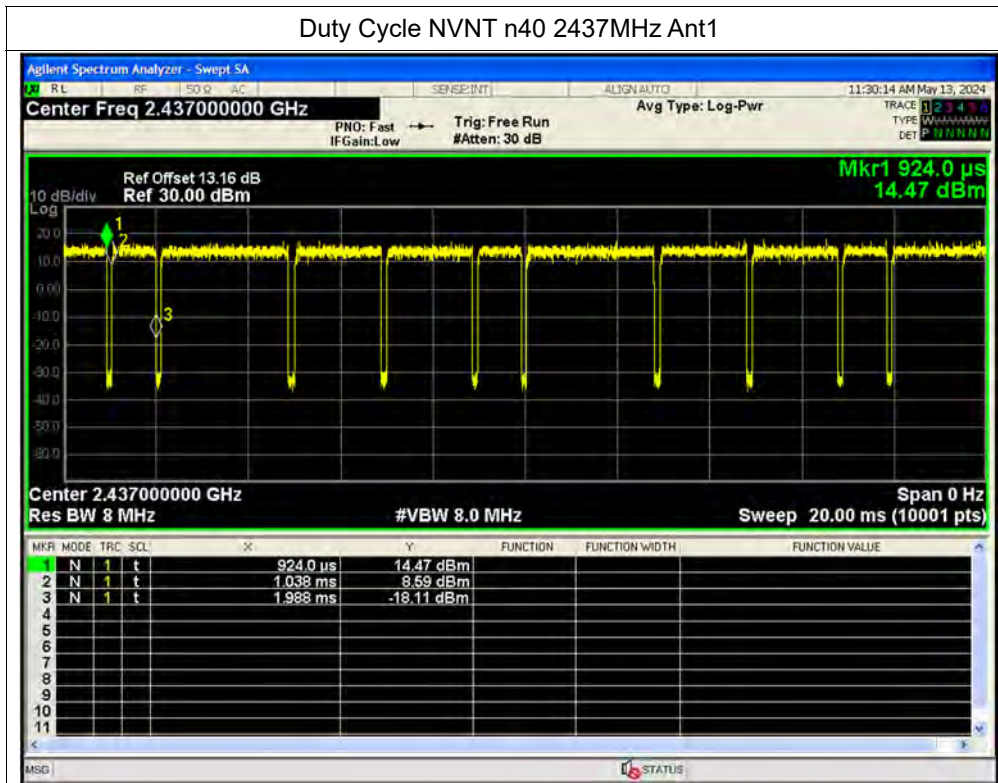 Duty Cycle NVNT n40 2437MHz Ant1
Agilent Spectrum Analyzer - Swept SA
RL RF 50 Ω AC SENSE:INT ALIGN AUTO 11:30:14 AM May 13, 2024
Center Freq 2.437000000 GHz Avg Type: Log-Pwr TRACE 1 2 3 4 5 6
PNO: Fast Trig: Free Run TYPE W
IFGain:Low #Atten: 30 dB DET P N N N N N
Mkr1 924.0 µs
Ref Offset 13.16 dB
10 dB/div Ref 30.00 dBm 14.47 dBm
Log
20.0
10.0
0.00
-10.0
-20.0
-30.0
-40.0
-50.0
-60.0
1
2
3
Center 2.437000000 GHz Span 0 Hz
Res BW 8 MHz #VBW 8.0 MHz Sweep 20.00 ms (10001 pts)
MKR MODE TRC SCL X Y FUNCTION FUNCTION WIDTH FUNCTION VALUE
1 N 1 t 924.0 µs 14.47 dBm
2 N 1 t 1.038 ms 8.59 dBm
3 N 1 t 1.988 ms -18.11 dBm
4
5
6
7
8
9
10
11
MSG STATUS